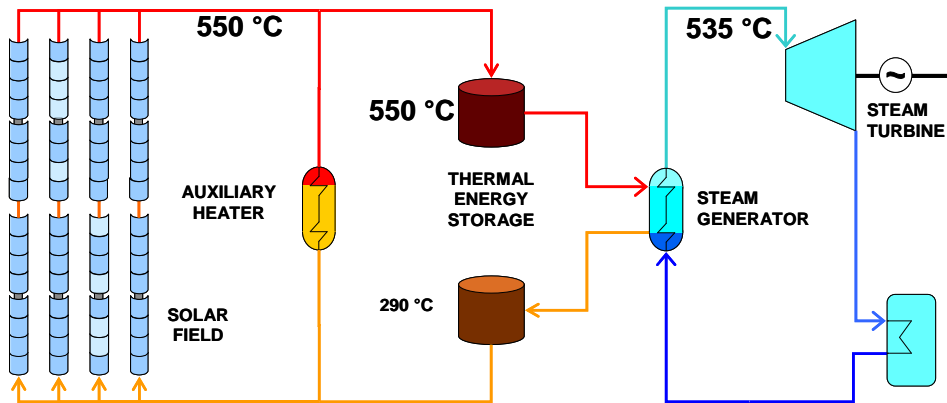 550 °C
535 °C
550 °C
~
STEAM
TURBINE
AUXILIARY
HEATER
THERMAL
ENERGY
STORAGE
STEAM
GENERATOR
290 °C
SOLAR
FIELD